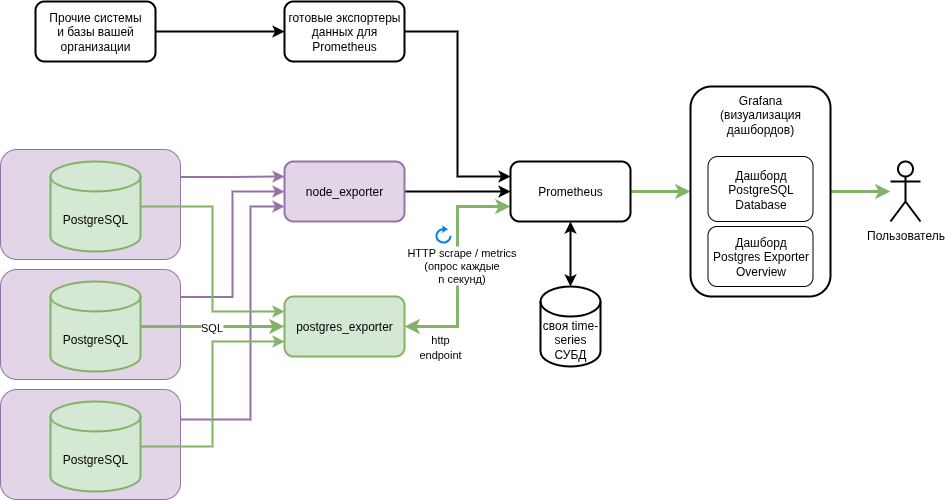 Прочие системы
и базы вашей
организации
готовые экспортеры
данных для
Prometheus
Grafana
(визуализация
дашбордов)
Дашборд
PostgreSQL
Database
Дашборд
Postgres Exporter
Overview
PostgreSQL
node_exporter
Prometheus
Пользователь
HTTP scrape / metrics
(опрос каждые
n секунд)
PostgreSQL
SQL
postgres_exporter
http
endpoint
своя time-
series
СУБД
PostgreSQL